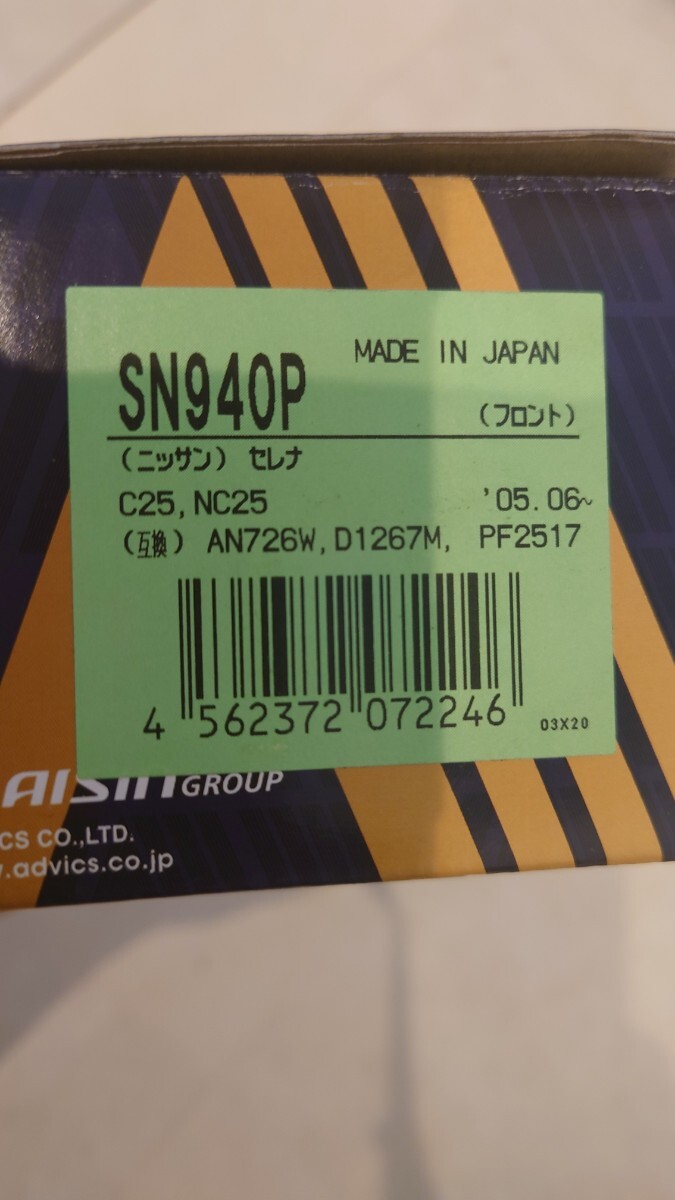 SN940P
MADE IN JAPAN
(フロント)
(ニッサン) セレナ
C25, NC25 '05.06~
(互換) AN726W, D1267M, PF2517
4 562372 072246
03X20
AISIN GROUP
CS CO.,LTD.
.advics.co.jp